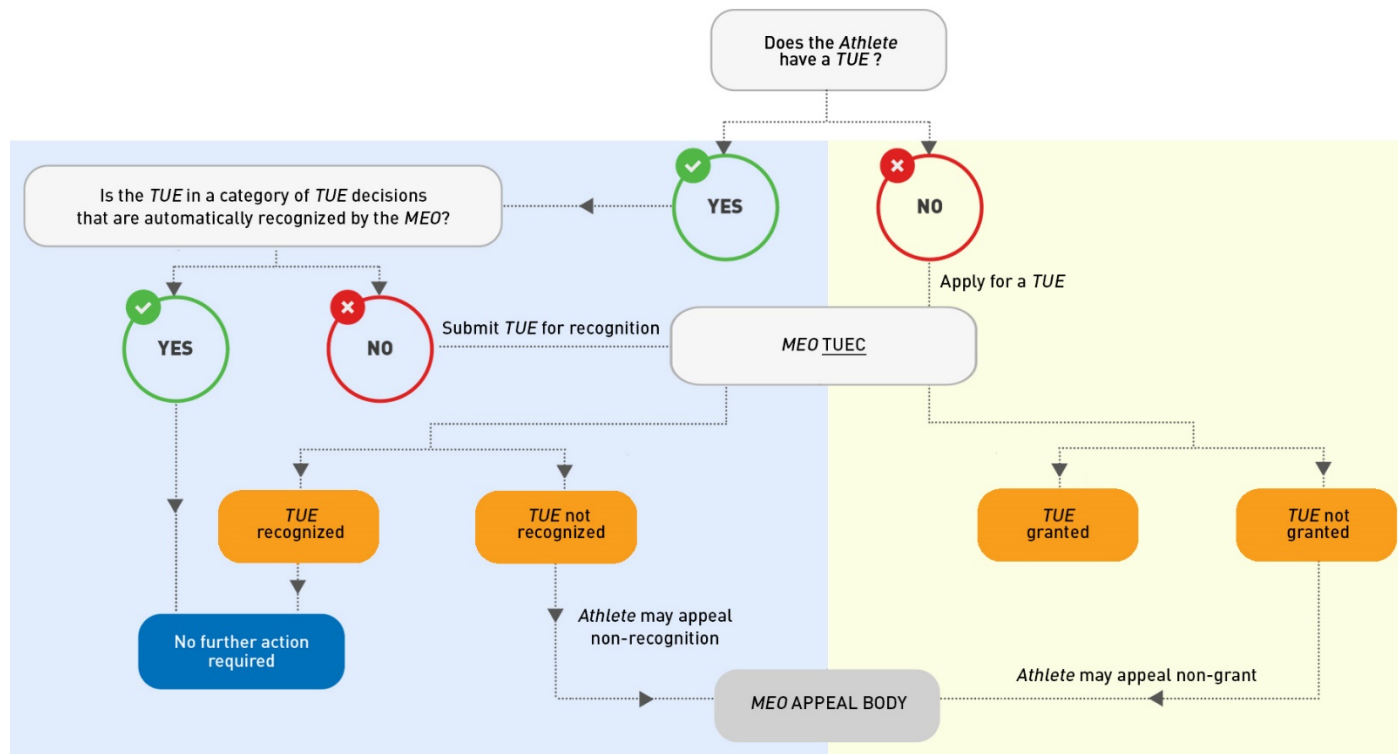 Does the Athlete
have a TUE ?
Is the TUE in a category of TUE decisions
that are automatically recognized by the MEO?
YES
NO
Apply for a TUE
YES
NO
Submit TUE for recognition
MEO TUEC
TUE
recognized
TUE not
recognized
TUE
granted
TUE not
granted
No further action
required
Athlete may appeal
non-recognition
Athlete may appeal non-grant
MEO APPEAL BODY